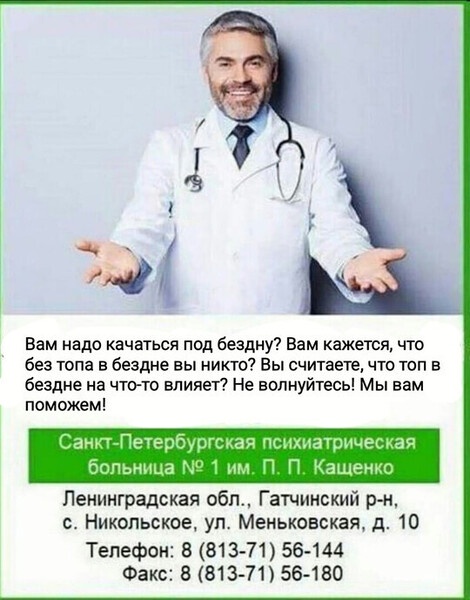 Вам надо качаться под бездну? Вам кажется, что
без топа в бездне вы никто? Вы считаете, что топ в
бездне на что-то влияет? Не волнуйтесь! Мы вам
поможем!
Санкт-Петербургская психиатрическая
больница № 1 им. П. П. Кащенко
Ленинградская обл., Гатчинский р-н,
с. Никольское, ул. Меньковская, д. 10
Телефон: 8 (813-71) 56-144
Факс: 8 (813-71) 56-180